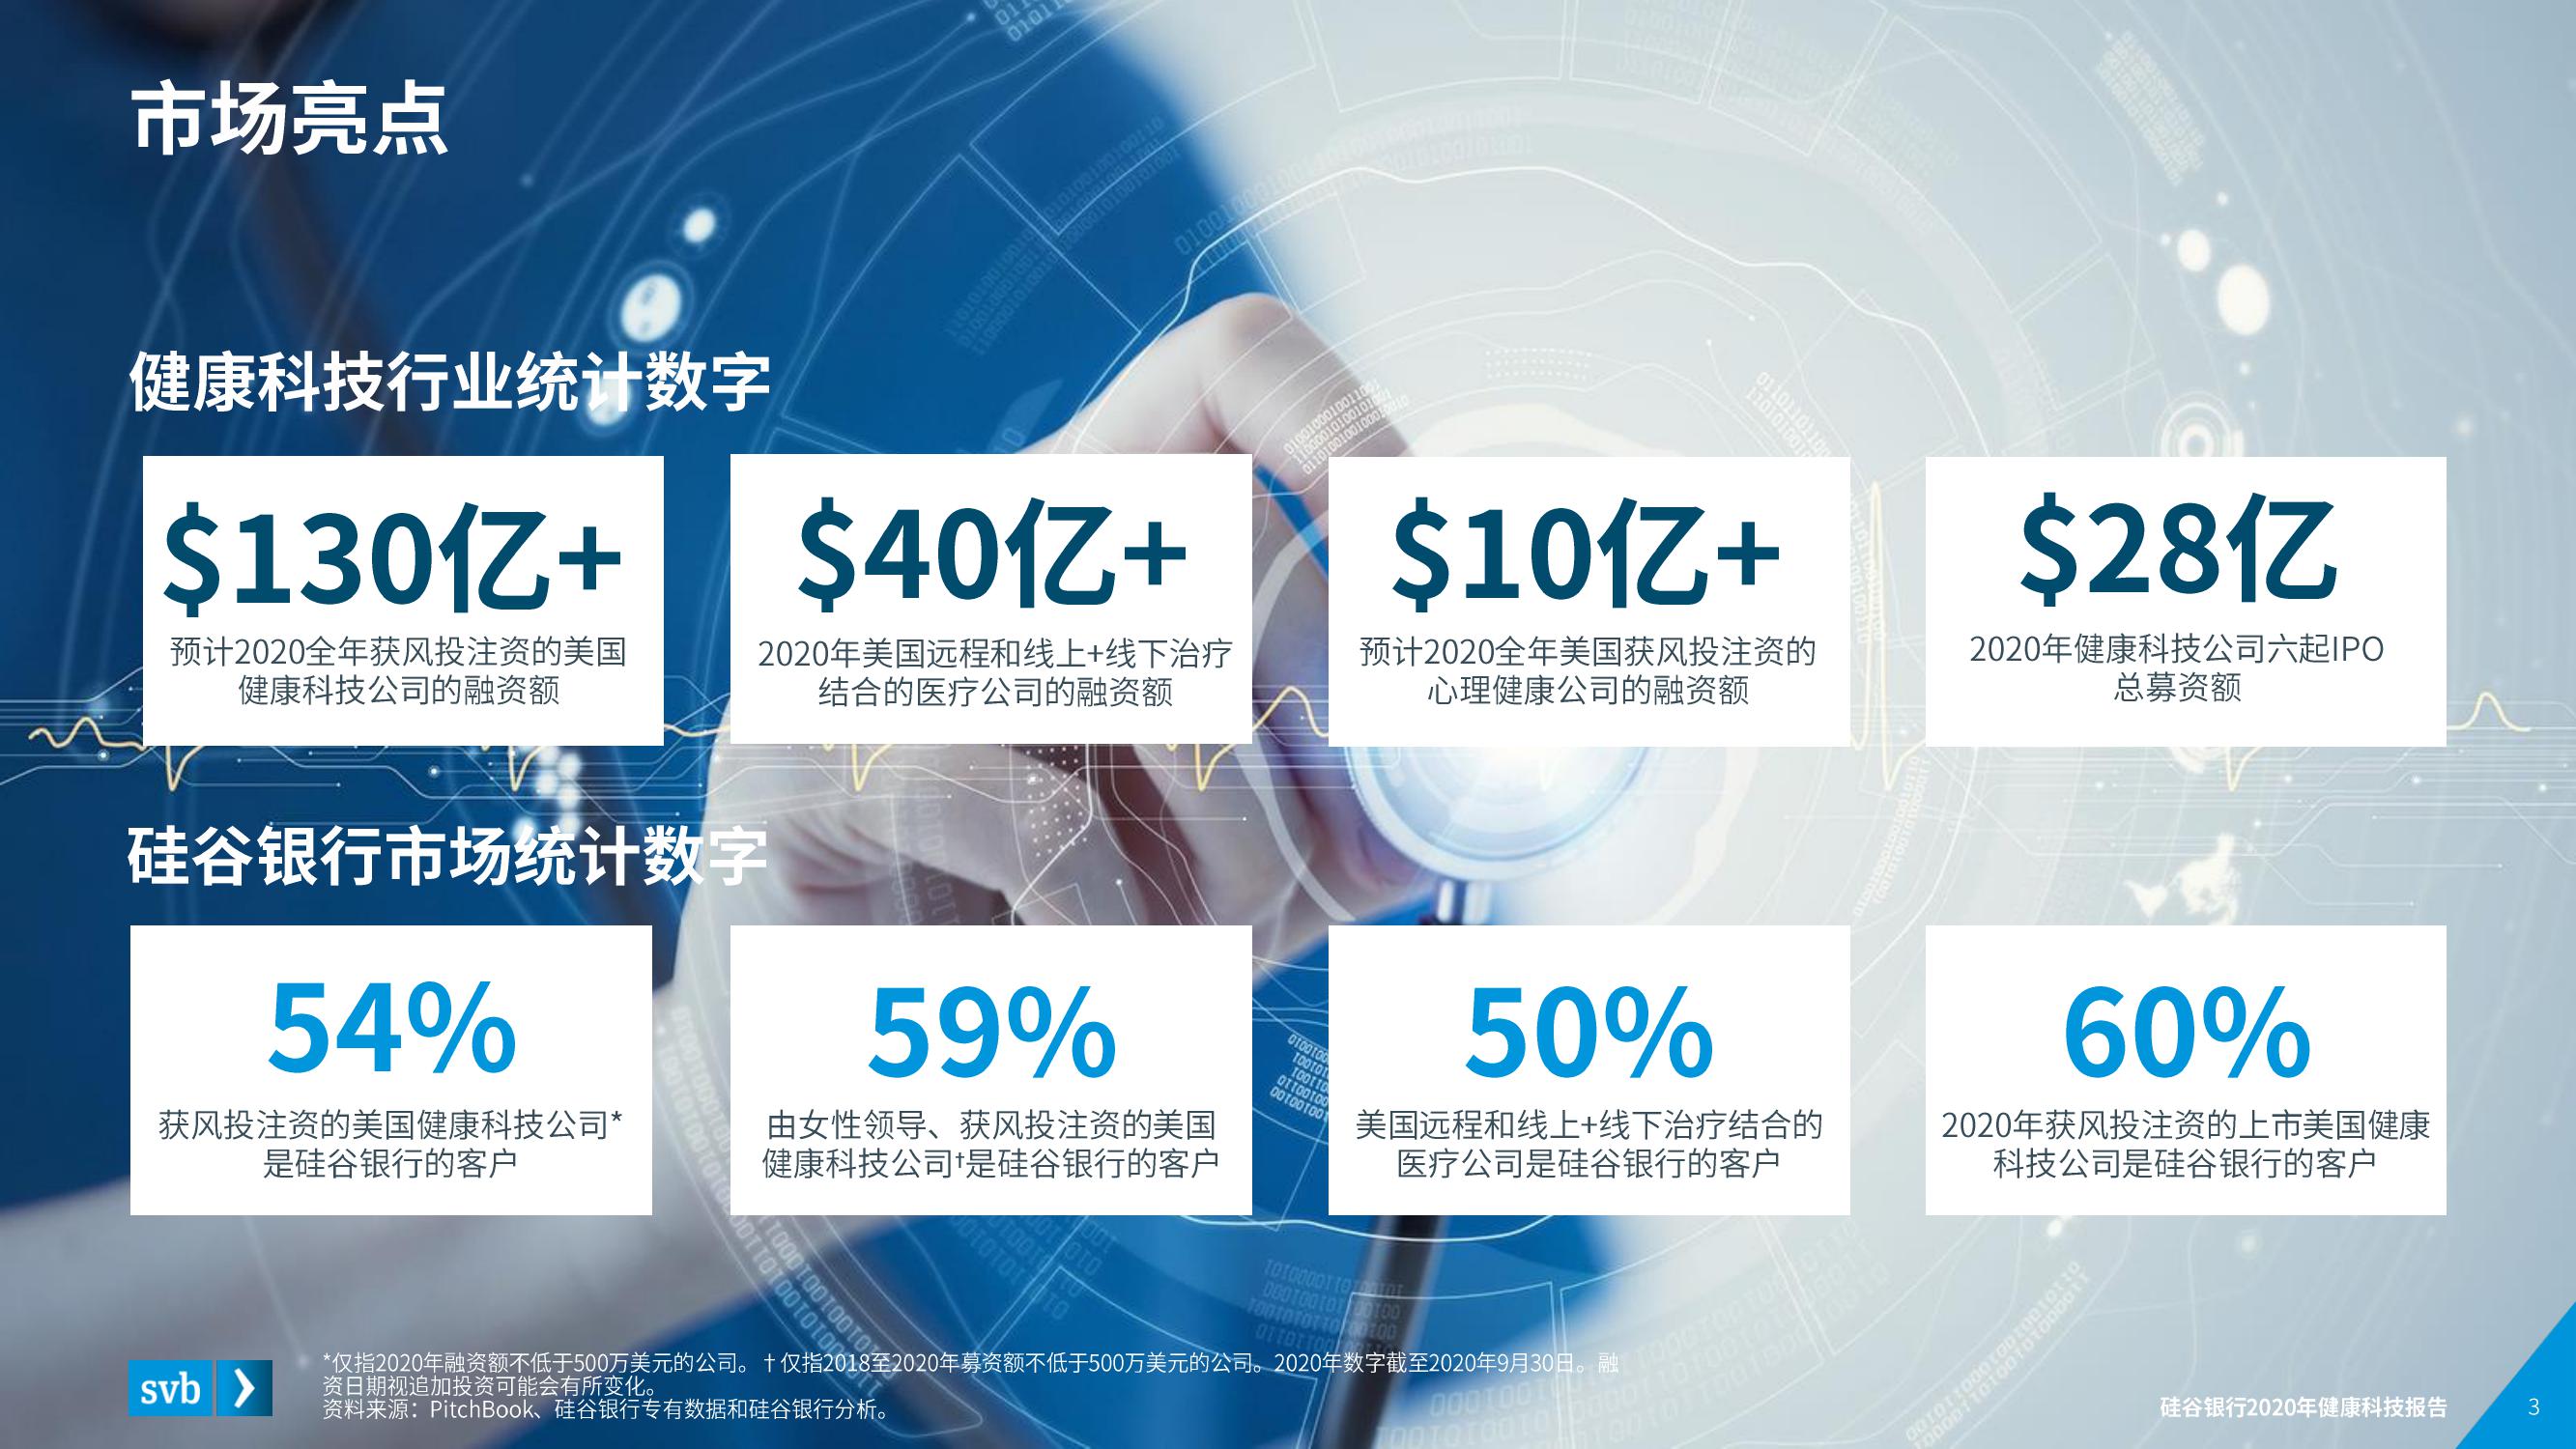 市场亮点
健康科技行业统计数字
$130亿+
预计2020全年获风投注资的美国
健康科技公司的融资额
$40亿+
2020年美国远程和线上+线下治疗
结合的医疗公司的融资额
$10亿+
预计2020全年美国获风投注资的
心理健康公司的融资额
$28亿
2020年健康科技公司六起IPO
总募资额
硅谷银行市场统计数字
54%
获风投注资的美国健康科技公司*
是硅谷银行的客户
59%
由女性领导、获风投注资的美国
健康科技公司†是硅谷银行的客户
50%
美国远程和线上+线下治疗结合的
医疗公司是硅谷银行的客户
60%
2020年获风投注资的上市美国健康
科技公司是硅谷银行的客户
svb
*仅指2020年融资额不低于500万美元的公司。 † 仅指2018至2020年募资额不低于500万美元的公司。2020年数字截至2020年9月30日。融
资日期视追加投资可能会有所变化。
资料来源：PitchBook、硅谷银行专有数据和硅谷银行分析。
硅谷银行2020年健康科技报告
3